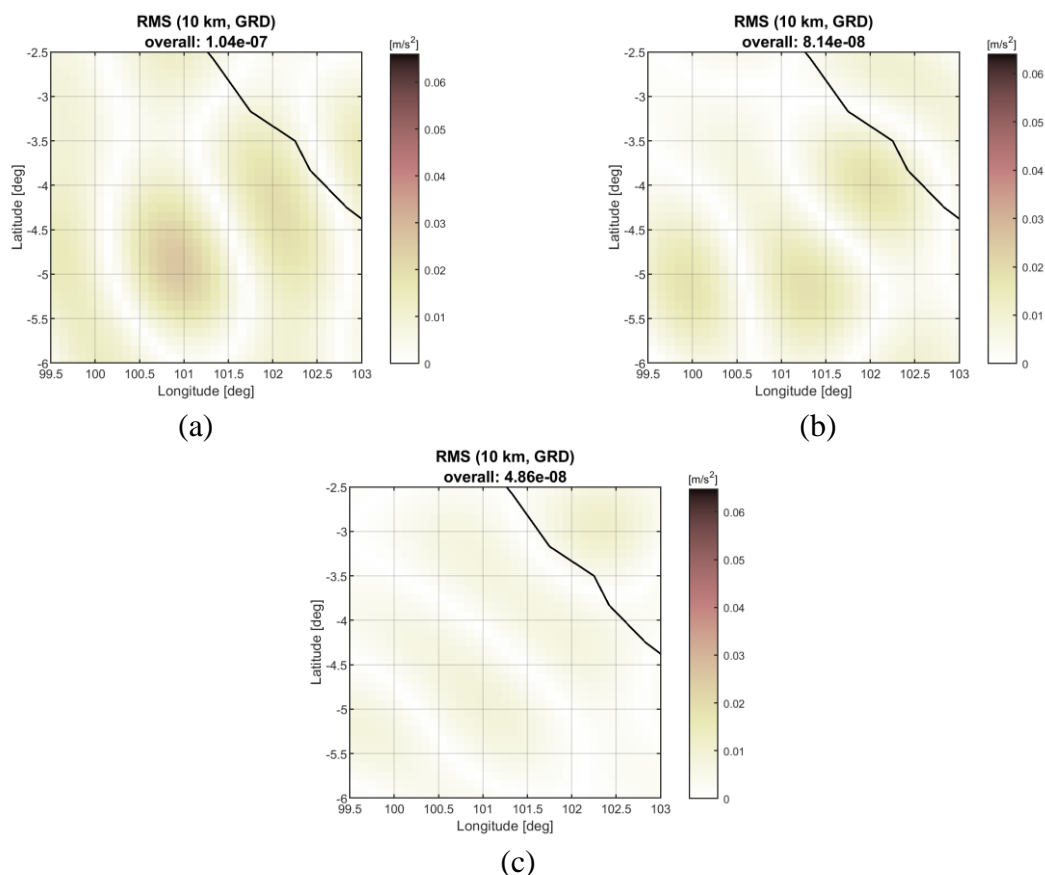 RMS (10 km, GRD)
overall: 1.04e-07
[m/s²]
-2.5
-3
-3.5
-4
-4.5
-5
-5.5
-6
Latitude [deg]
99.5 100 100.5 101 101.5 102 102.5 103
Longitude [deg]
0.06
0.05
0.04
0.03
0.02
0.01
0
(a)
RMS (10 km, GRD)
overall: 8.14e-08
[m/s²]
-2.5
-3
-3.5
-4
-4.5
-5
-5.5
-6
Latitude [deg]
99.5 100 100.5 101 101.5 102 102.5 103
Longitude [deg]
0.06
0.05
0.04
0.03
0.02
0.01
0
(b)
RMS (10 km, GRD)
overall: 4.86e-08
[m/s²]
-2.5
-3
-3.5
-4
-4.5
-5
-5.5
-6
Latitude [deg]
99.5 100 100.5 101 101.5 102 102.5 103
Longitude [deg]
0.06
0.05
0.04
0.03
0.02
0.01
0
(c)